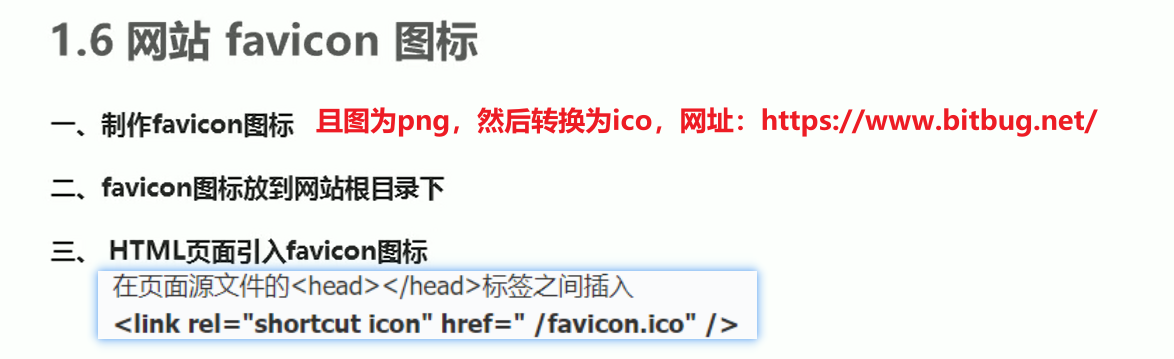 1.6 网站 favicon 图标
一、制作favicon图标 且图为png，然后转换为ico，网址：https://www.bitbug.net/
二、favicon图标放到网站根目录下
三、 HTML页面引入favicon图标
在页面源文件的<head></head>标签之间插入
<link rel="shortcut icon" href=" /favicon.ico" />